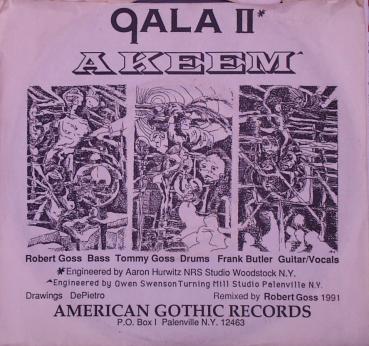 QALA II*
AKEEM^
Robert Goss Bass Tommy Goss Drums Frank Butler Guitar/Vocals
*Engineered by Aaron Hurwitz NRS Studio Woodstock N.Y.
^Engineered by Owen Swenson Turning Mill Studio Palenville N.Y.
Drawings DePietro Remixed by Robert Goss 1991
AMERICAN GOTHIC RECORDS
P.O. Box I Palenville N.Y. 12463